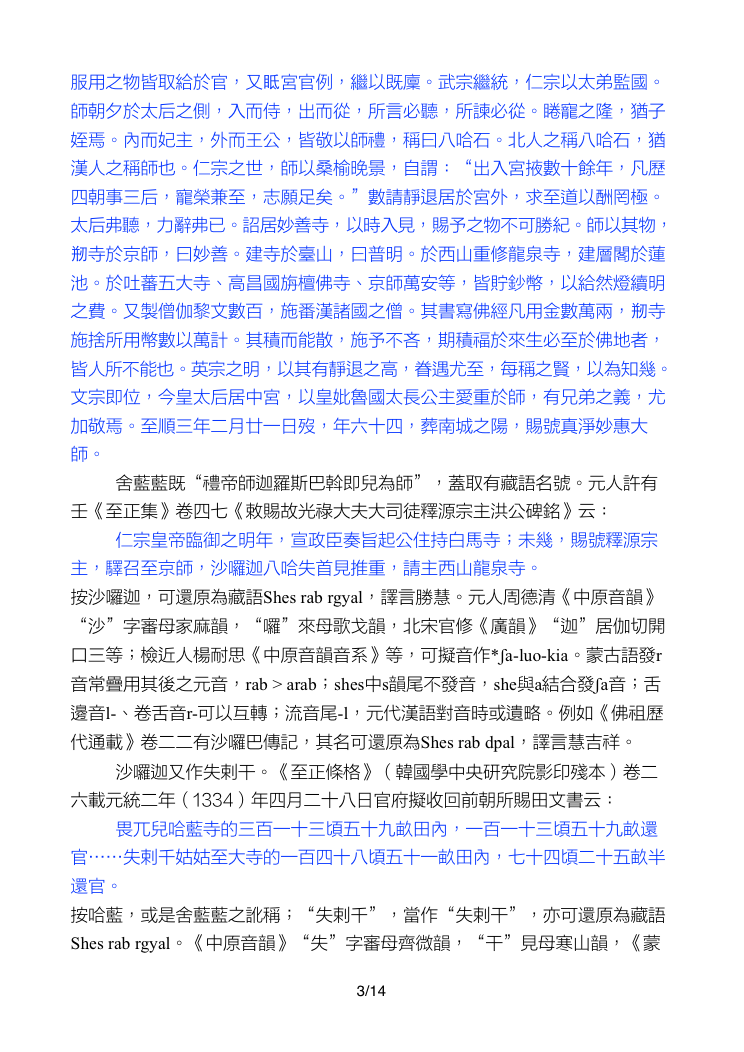 服用之物皆取給於官，又眡宮官例，繼以既廩。武宗繼統，仁宗以太弟監國。
師朝夕於太后之側，入而侍，出而從，所言必聽，所諫必從。睠寵之隆，猶子
姪焉。內而妃主，外而王公，皆敬以師禮，稱曰八哈石。北人之稱八哈石，猶
漢人之稱師也。仁宗之世，師以桑榆晚景，自謂：“出入宮掖數十餘年，凡歷
四朝事三后，寵榮兼至，志願足矣。”數請靜退居於宮外，求至道以酬罔極。
太后弗聽，力辭弗已。詔居妙善寺，以時入見，賜予之物不可勝紀。師以其物，
剏寺於京師，曰妙善。建寺於臺山，曰普明。於西山重修龍泉寺，建層閣於蓮
池。於吐蕃五大寺、高昌國旃檀佛寺、京師萬安等，皆貯鈔幣，以給然燈續明
之費。又製僧伽黎文數百，施番漢諸國之僧。其書寫佛經凡用金數萬兩，剏寺
施捨所用幣數以萬計。其積而能散，施予不吝，期積福於來生必至於佛地者，
皆人所不能也。英宗之明，以其有靜退之高，眷遇尤至，每稱之賢，以為知幾。
文宗即位，今皇太后居中宮，以皇妣魯國太長公主愛重於師，有兄弟之義，尤
加敬焉。至順三年二月廿一日歿，年六十四，葬南城之陽，賜號真淨妙惠大
師。
舍藍藍既“禮帝師迦羅斯巴斡即兒為師”，蓋取有藏語名號。元人許有
壬《至正集》卷四七《敕賜故光祿大夫大司徒釋源宗主洪公碑銘》云：
仁宗皇帝臨御之明年，宣政臣奏旨起公住持白馬寺；未幾，賜號釋源宗
主，驛召至京師，沙囉迦八哈失首見推重，請主西山龍泉寺。
按沙囉迦，可還原為藏語Shes rab rgyal，譯言勝慧。元人周德清《中原音韻》
“沙”字審母家麻韻，“囉”來母歌戈韻，北宋官修《廣韻》“迦”居伽切開
口三等；檢近人楊耐思《中原音韻音系》等，可擬音作*ʃa-luo-kia。蒙古語發r
音常疊用其後之元音，rab > arab；shes中s韻尾不發音，she與a結合發ʃa音；舌
邊音l-、卷舌音r-可以互轉；流音尾-l，元代漢語對音時或遺略。例如《佛祖歷
代通載》卷二二有沙囉巴傳記，其名可還原為Shes rab dpal，譯言慧吉祥。
沙囉迦又作失剌干。《至正條格》（韓國學中央研究院影印殘本）卷二
六載元統二年（1334）年四月二十八日官府擬收回前朝所賜田文書云：
畏兀兒哈藍寺的三百一十三頃五十九畝田內，一百一十三頃五十九畝還
官⋯⋯失剌千姑姑至大寺的一百四十八頃五十一畝田內，七十四頃二十五畝半
還官。
按哈藍，或是舍藍藍之訛稱；“失剌千”，當作“失剌干”，亦可還原為藏語
Shes rab rgyal。《中原音韻》“失”字審母齊微韻，“干”見母寒山韻，《蒙
3/14